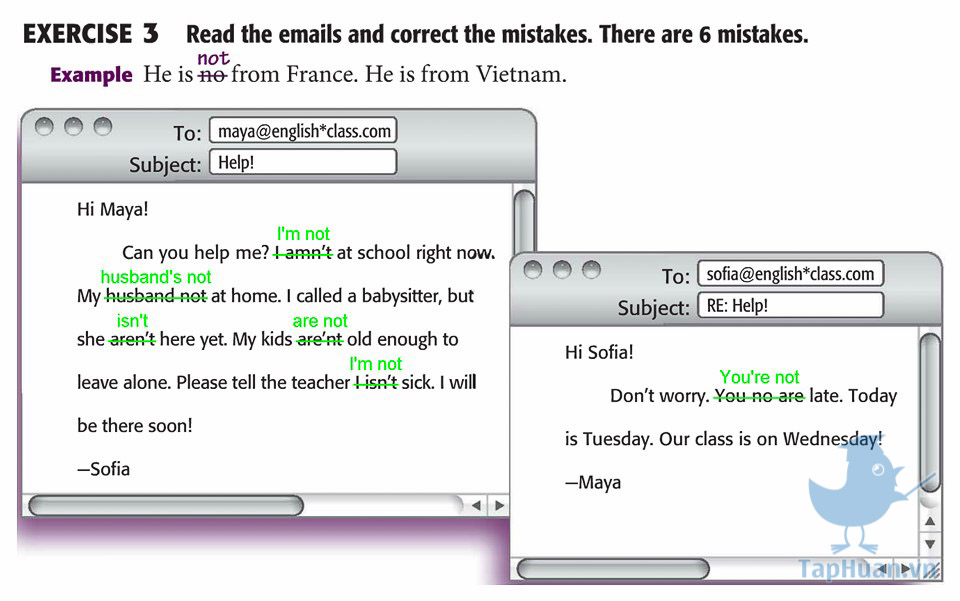 EXERCISE 3 Read the emails and correct the mistakes. There are 6 mistakes.
not
Example He is no from France. He is from Vietnam.
To: maya@english*class.com
Subject: Help!
Hi Maya!
I'm not
Can you help me? I amn't at school right now.
husband's not
My husband not at home. I called a babysitter, but
isn't are not
she aren't here yet. My kids are'nt old enough to
I'm not
leave alone. Please tell the teacher I isn't sick. I will
be there soon!
—Sofia
To: sofia@english*class.com
Subject: RE: Help!
Hi Sofia!
You're not
Don't worry. You no are late. Today
is Tuesday. Our class is on Wednesday!
—Maya
TapHuan.vn